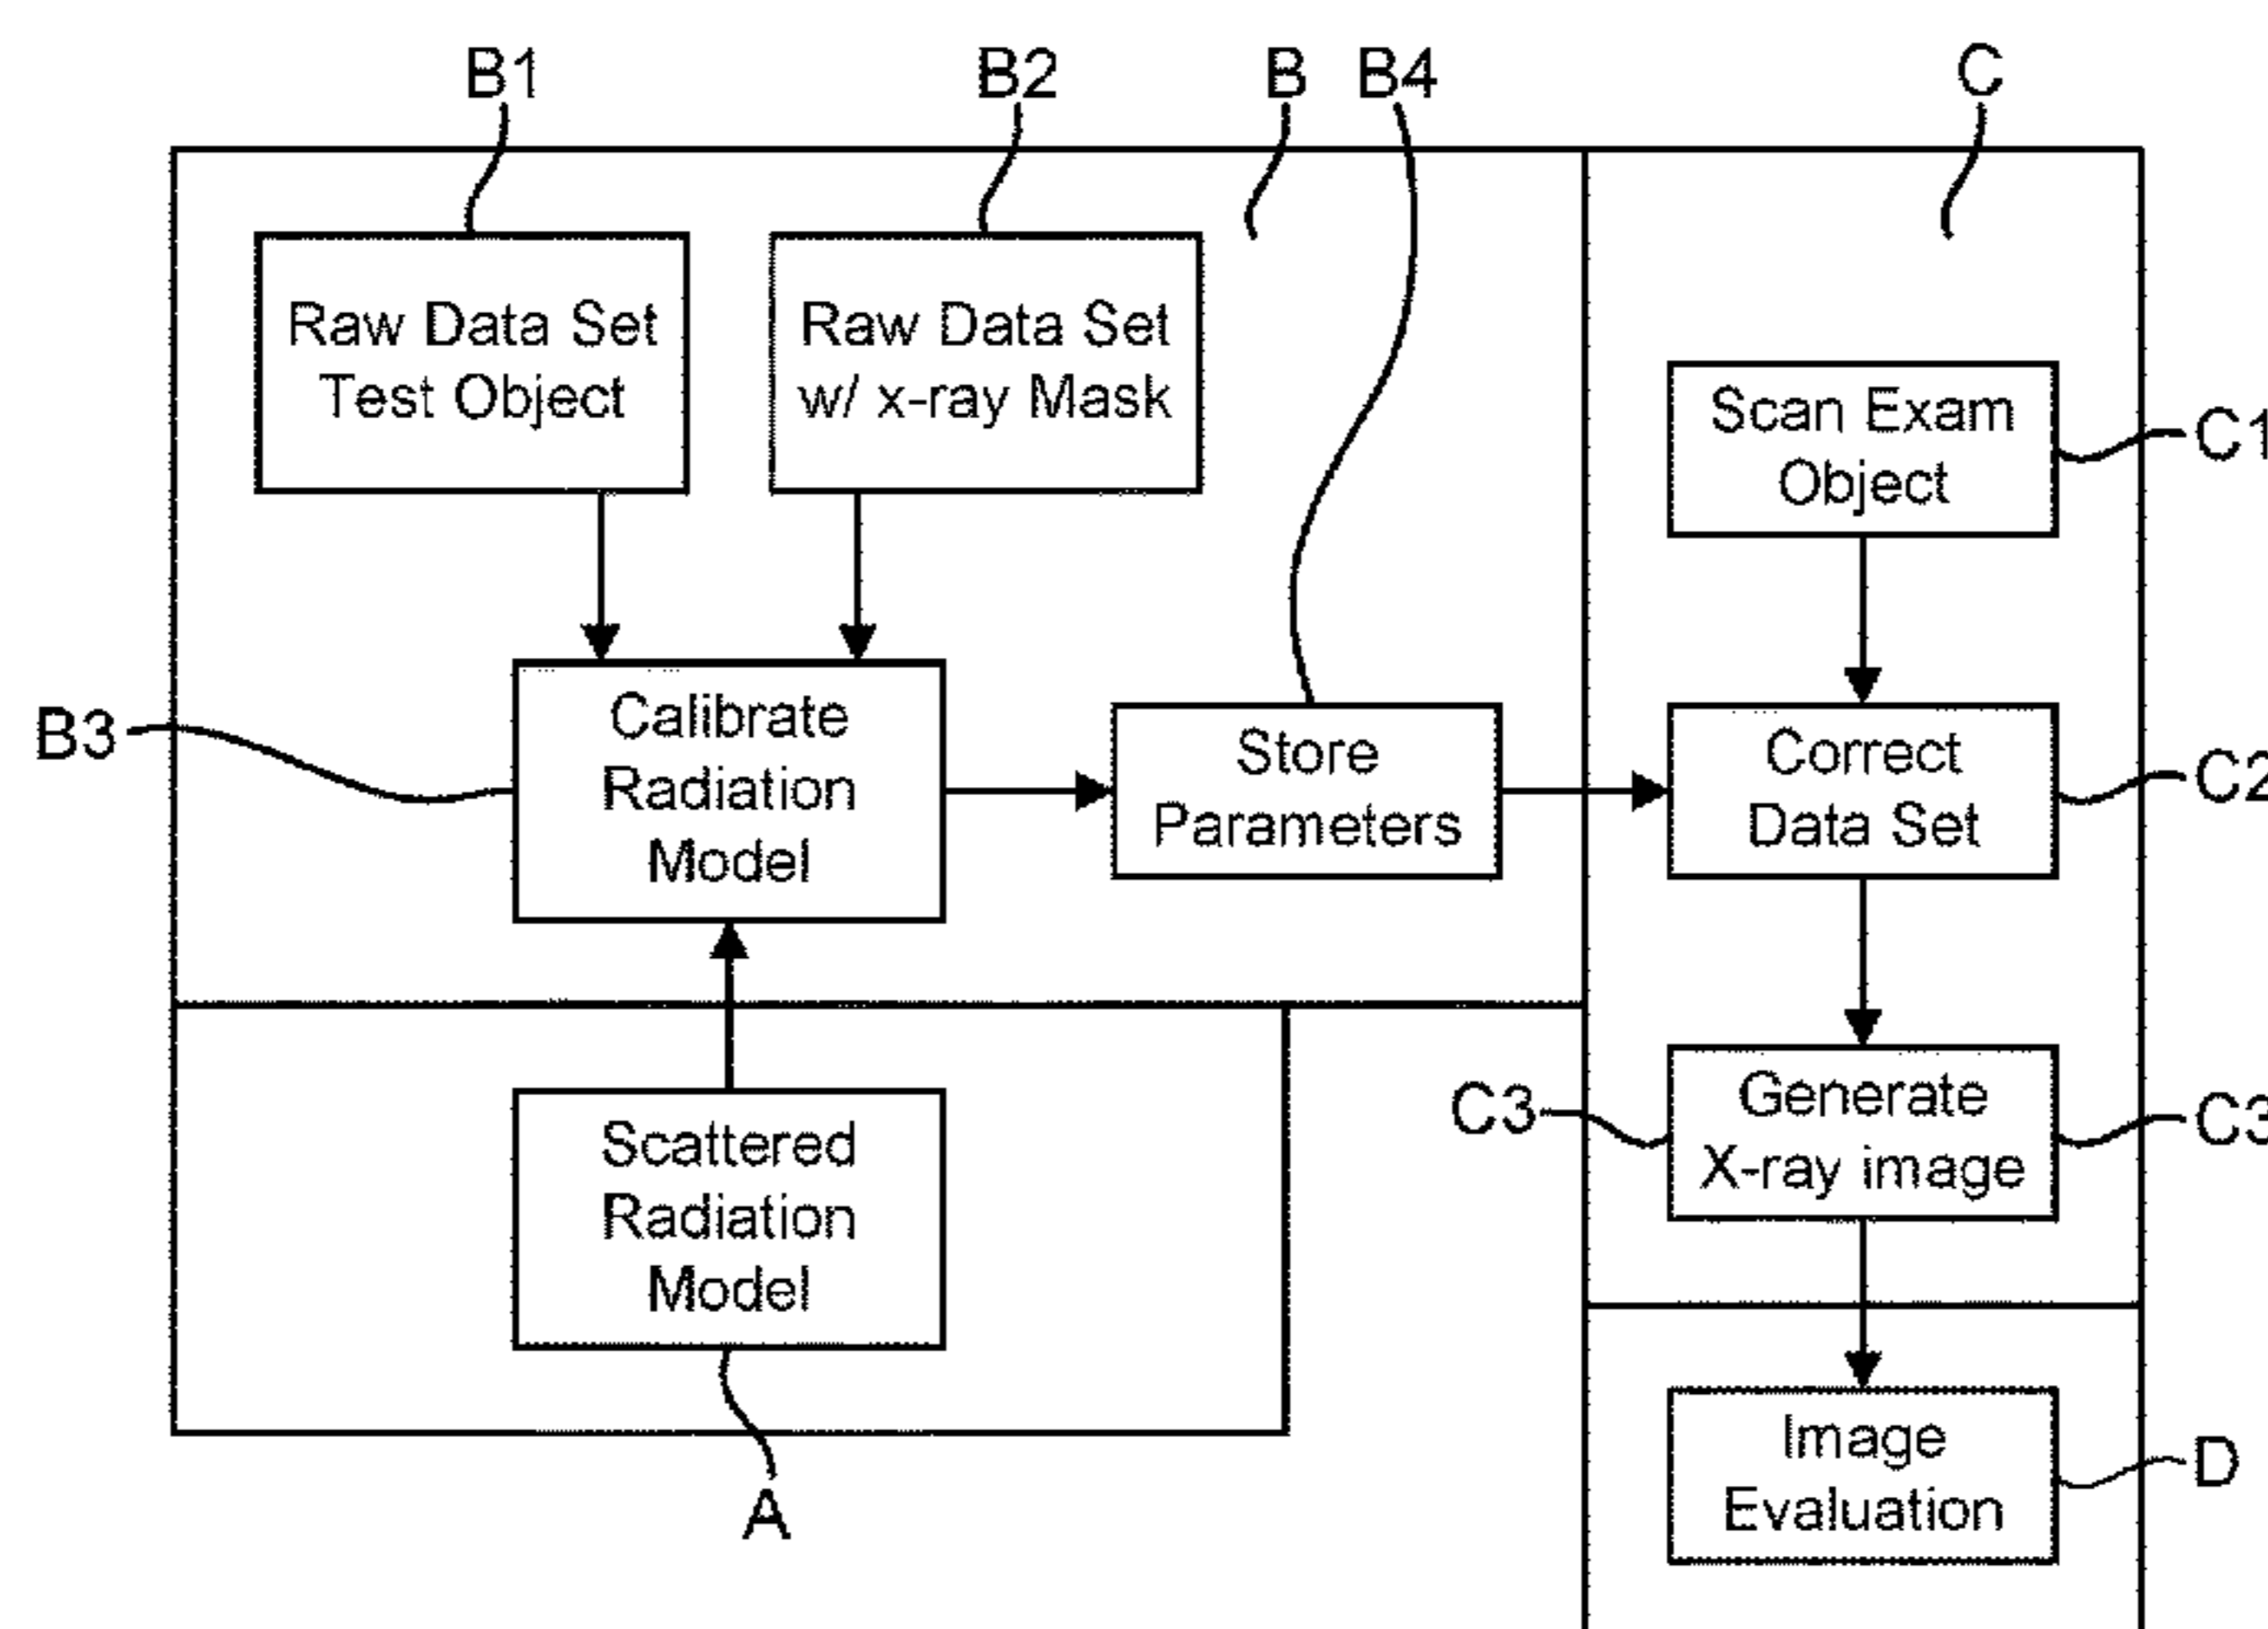 B1
B2
B
B4
C
Raw Data Set
Test Object
Raw Data Set
w/ x-ray Mask
Scan Exam
Object
C1
B3
Calibrate
Radiation
Model
Store
Parameters
Correct
Data Set
C2
C3
Generate
X-ray image
C3
Scattered
Radiation
Model
A
Image
Evaluation
D